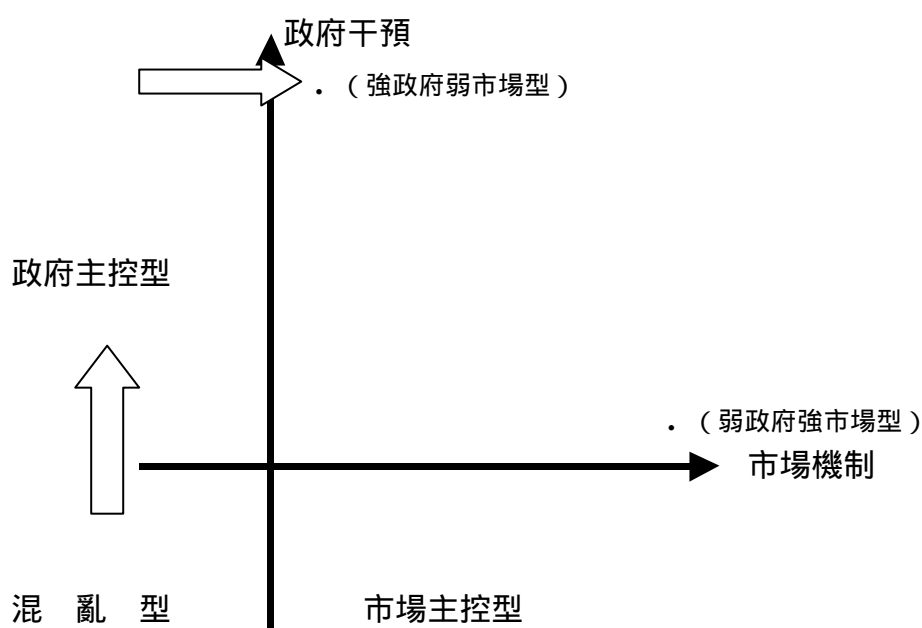 政府干預
．（強政府弱市場型）
政府主控型
．（弱政府強市場型）
市場機制
混 亂 型
市場主控型